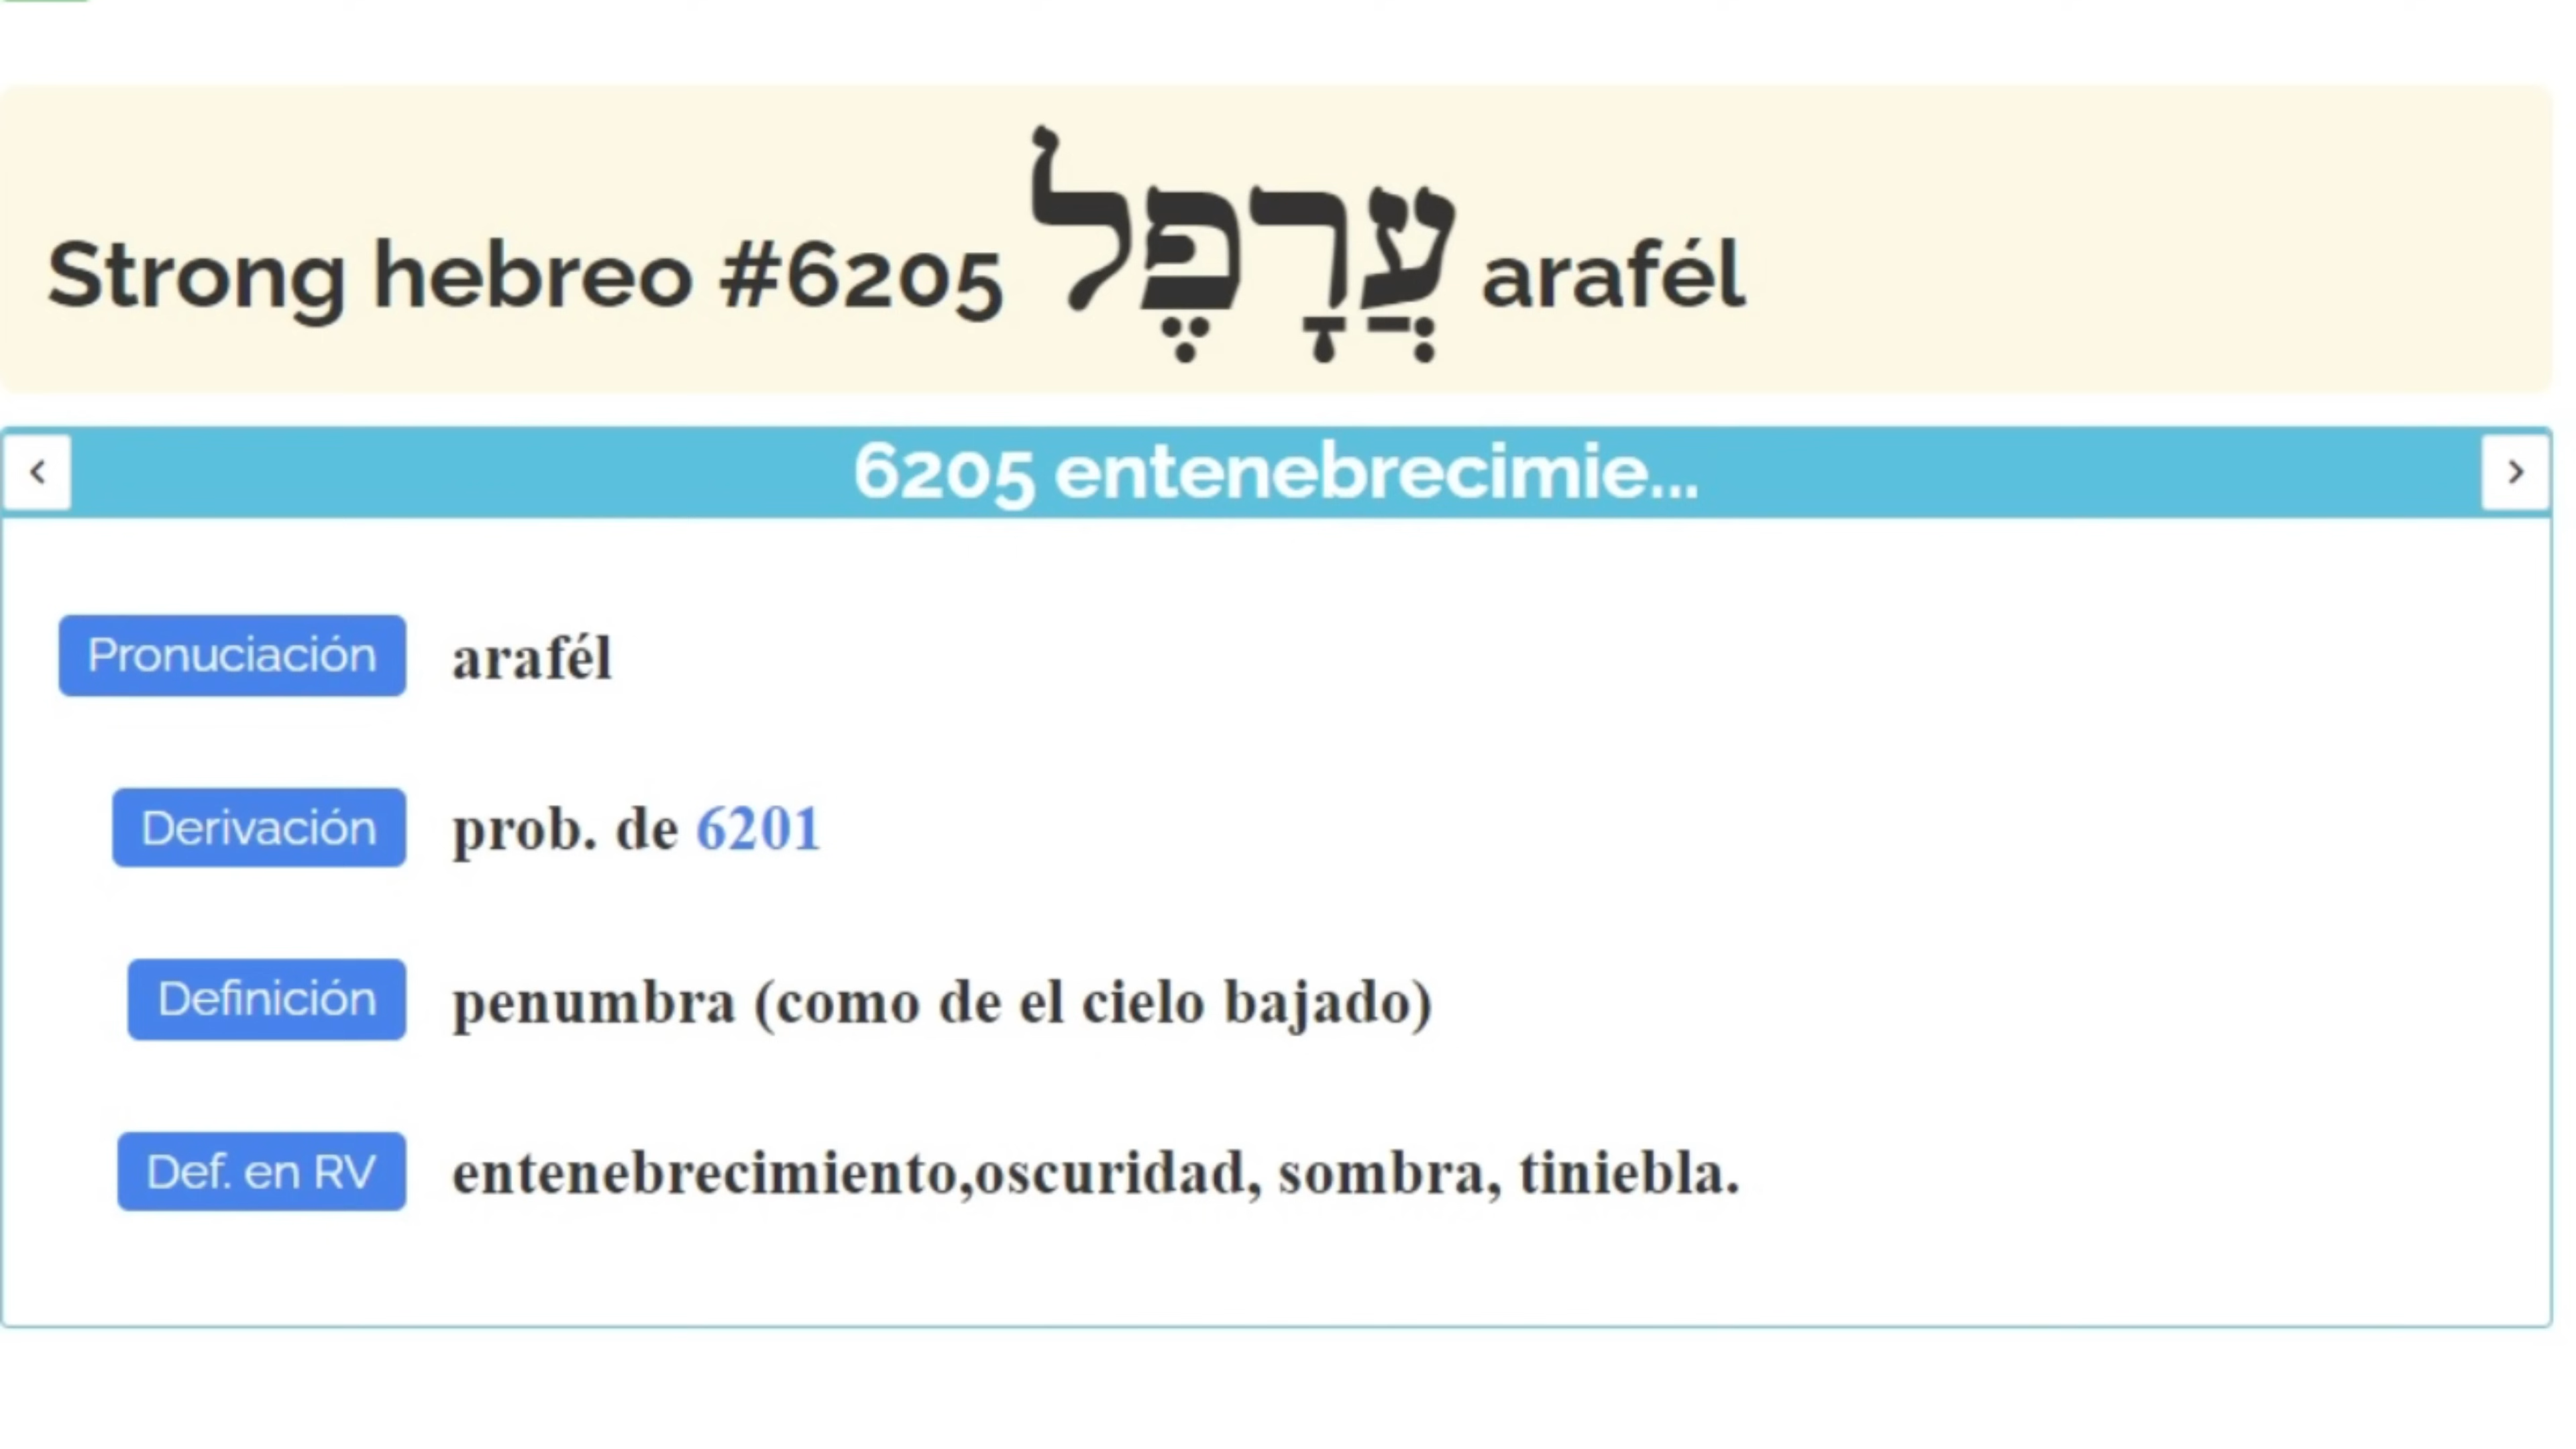 Strong hebreo #6205 עֲרָפֶל arafél
6205 entenebrecimie...
Pronuciación arafél
Derivación prob. de 6201
Definición penumbra (como de el cielo bajado)
Def. en RV entenebrecimiento,oscuridad, sombra, tiniebla.